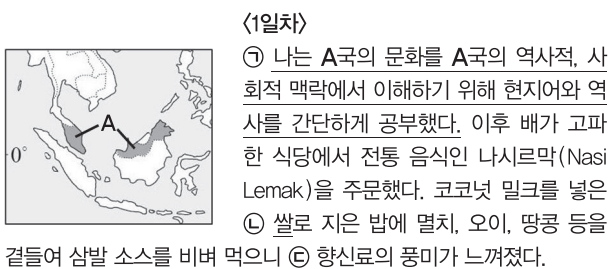 〈1일차〉
㉠ 나는 A국의 문화를 A국의 역사적, 사
회적 맥락에서 이해하기 위해 현지어와 역
사를 간단하게 공부했다. 이후 배가 고파
한 식당에서 전통 음식인 나시르막(Nasi
Lemak)을 주문했다. 코코넛 밀크를 넣은
㉡ 쌀로 지은 밥에 멸치, 오이, 땅콩 등을
곁들여 삼발 소스를 비벼 먹으니 ㉢ 향신료의 풍미가 느껴졌다.
A
0°